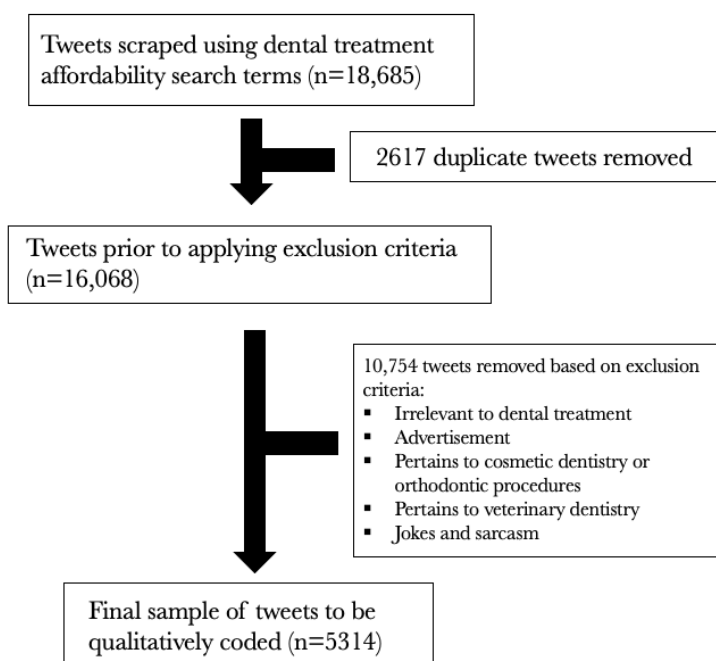 Tweets scraped using dental treatment
affordability search terms (n=18,685)
2617 duplicate tweets removed
Tweets prior to applying exclusion criteria
(n=16,068)
10,754 tweets removed based on exclusion
criteria:
▪ Irrelevant to dental treatment
▪ Advertisement
▪ Pertains to cosmetic dentistry or
orthodontic procedures
▪ Pertains to veterinary dentistry
▪ Jokes and sarcasm
Final sample of tweets to be
qualitatively coded (n=5314)